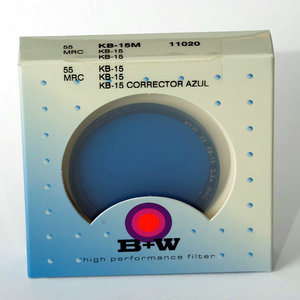 55 KB-15M 11020
MRC KB-15
KB-15
55 KB-15
MRC KB-15
KB-15 CORRECTOR AZUL
B+W
high performance filter